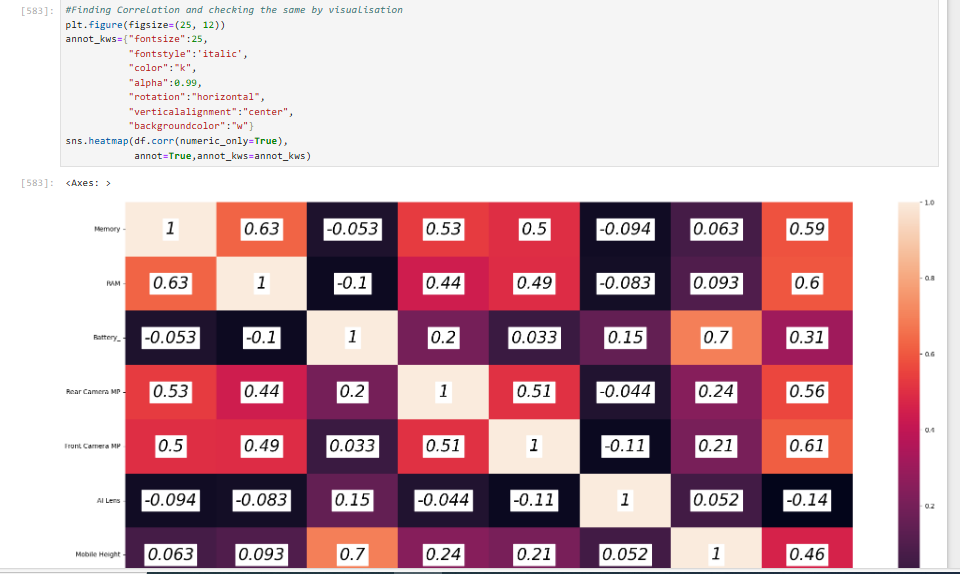 [583]: #Finding Correlation and checking the same by visualisation
plt.figure(figsize=(25, 12))
annot_kws={"fontsize":25,
"fontstyle":'italic',
"color":"k",
"alpha":0.99,
"rotation":"horizontal",
"verticalalignment":"center",
"backgroundcolor":"w"}
sns.heatmap(df.corr(numeric_only=True),
annot=True,annot_kws=annot_kws)
[583]: <Axes: >
Memory 1 0.63 -0.053 0.53 0.5 -0.094 0.063 0.59 1.0
RAM 0.63 1 -0.1 0.44 0.49 -0.083 0.093 0.6 0.8
Battery_ -0.053 -0.1 1 0.2 0.033 0.15 0.7 0.31 0.6
Rear Camera MP 0.53 0.44 0.2 1 0.51 -0.044 0.24 0.56
Front Camera MP 0.5 0.49 0.033 0.51 1 -0.11 0.21 0.61 0.4
AI Lens -0.094 -0.083 0.15 -0.044 -0.11 1 0.052 -0.14 0.2
Mobile Height 0.063 0.093 0.7 0.24 0.21 0.052 1 0.46